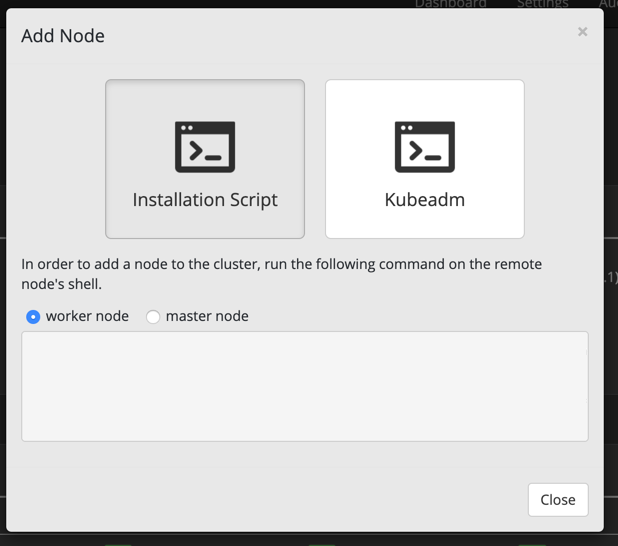 Dashboard Settings
Add Node
×
Installation Script
Kubeadm
In order to add a node to the cluster, run the following command on the remote
node's shell.
worker node
master node
Close